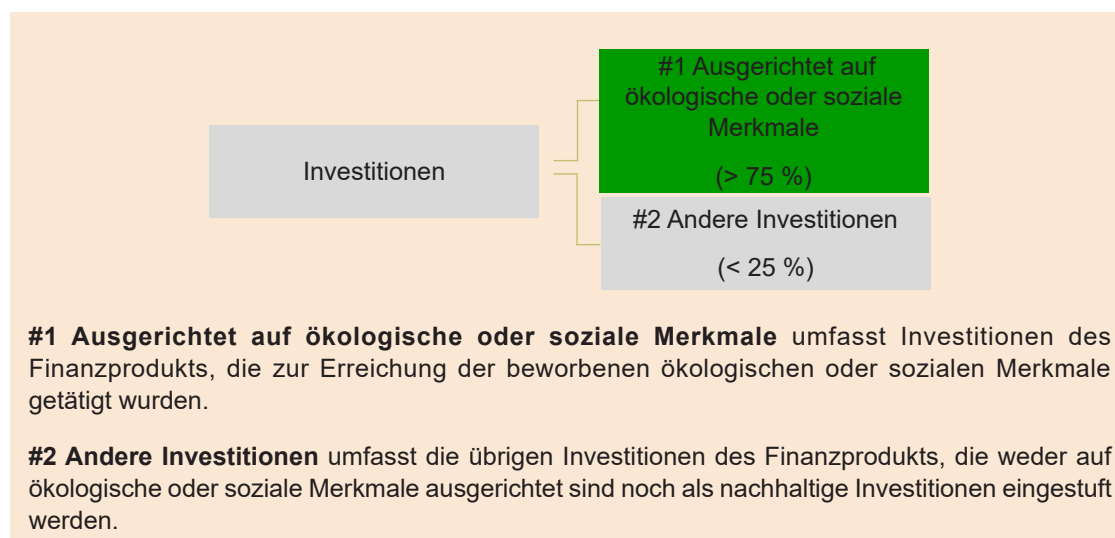 #1 Ausgerichtet auf
ökologische oder soziale
Merkmale
(> 75 %)
Investitionen
#2 Andere Investitionen
(< 25 %)
#1 Ausgerichtet auf ökologische oder soziale Merkmale umfasst Investitionen des
Finanzprodukts, die zur Erreichung der beworbenen ökologischen oder sozialen Merkmale
getätigt wurden.
#2 Andere Investitionen umfasst die übrigen Investitionen des Finanzprodukts, die weder auf
ökologische oder soziale Merkmale ausgerichtet sind noch als nachhaltige Investitionen eingestuft
werden.